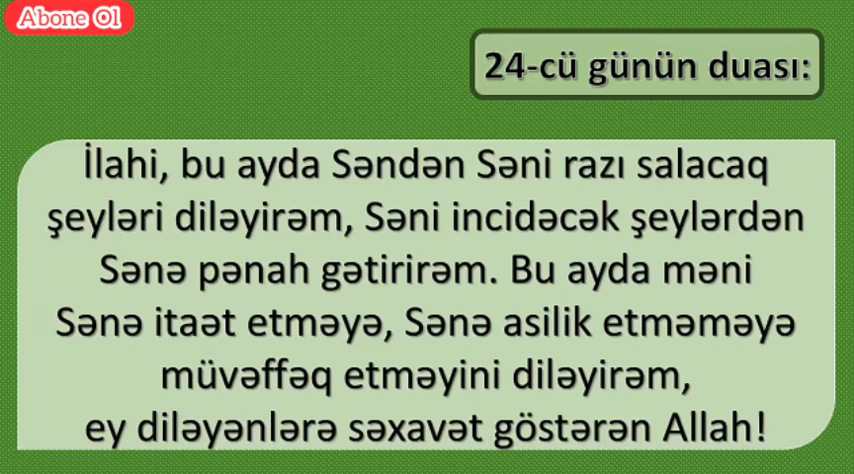 Abone Ol
24-cü günün duası:
İlahi, bu ayda Səndən Səni razı salacaq
şeyləri diləyirəm, Səni incidəcək şeylərdən
Sənə pənah gətirirəm. Bu ayda məni
Sənə itaət etməyə, Sənə asilik etməməyə
müvəffəq etməyini diləyirəm,
ey diləyənlərə səxavət göstərən Allah!